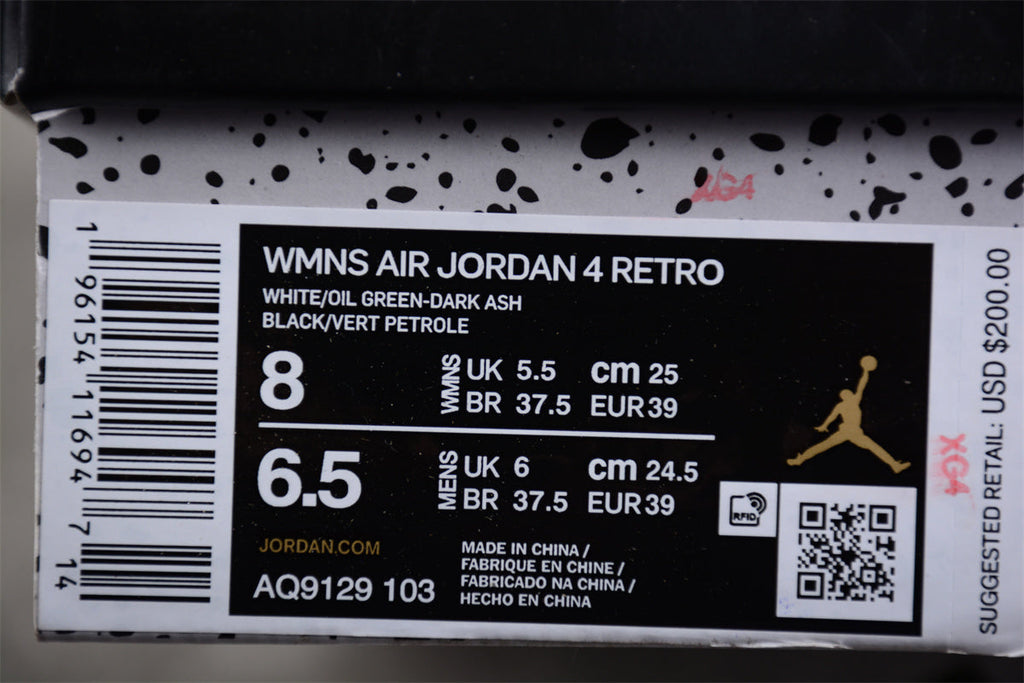 XG4
WMNS AIR JORDAN 4 RETRO
WHITE/OIL GREEN-DARK ASH
BLACK/VERT PETROLE
8
WMNS
UK 5.5 cm 25
BR 37.5 EUR 39
6.5
MENS
UK 6 cm 24.5
BR 37.5 EUR 39
JORDAN.COM
AQ9129 103
MADE IN CHINA /
FABRIQUE EN CHINE /
FABRICADO NA CHINA /
HECHO EN CHINA
RFID
1 96154 11694 7 14
XG4
SUGGESTED RETAIL: USD $200.00